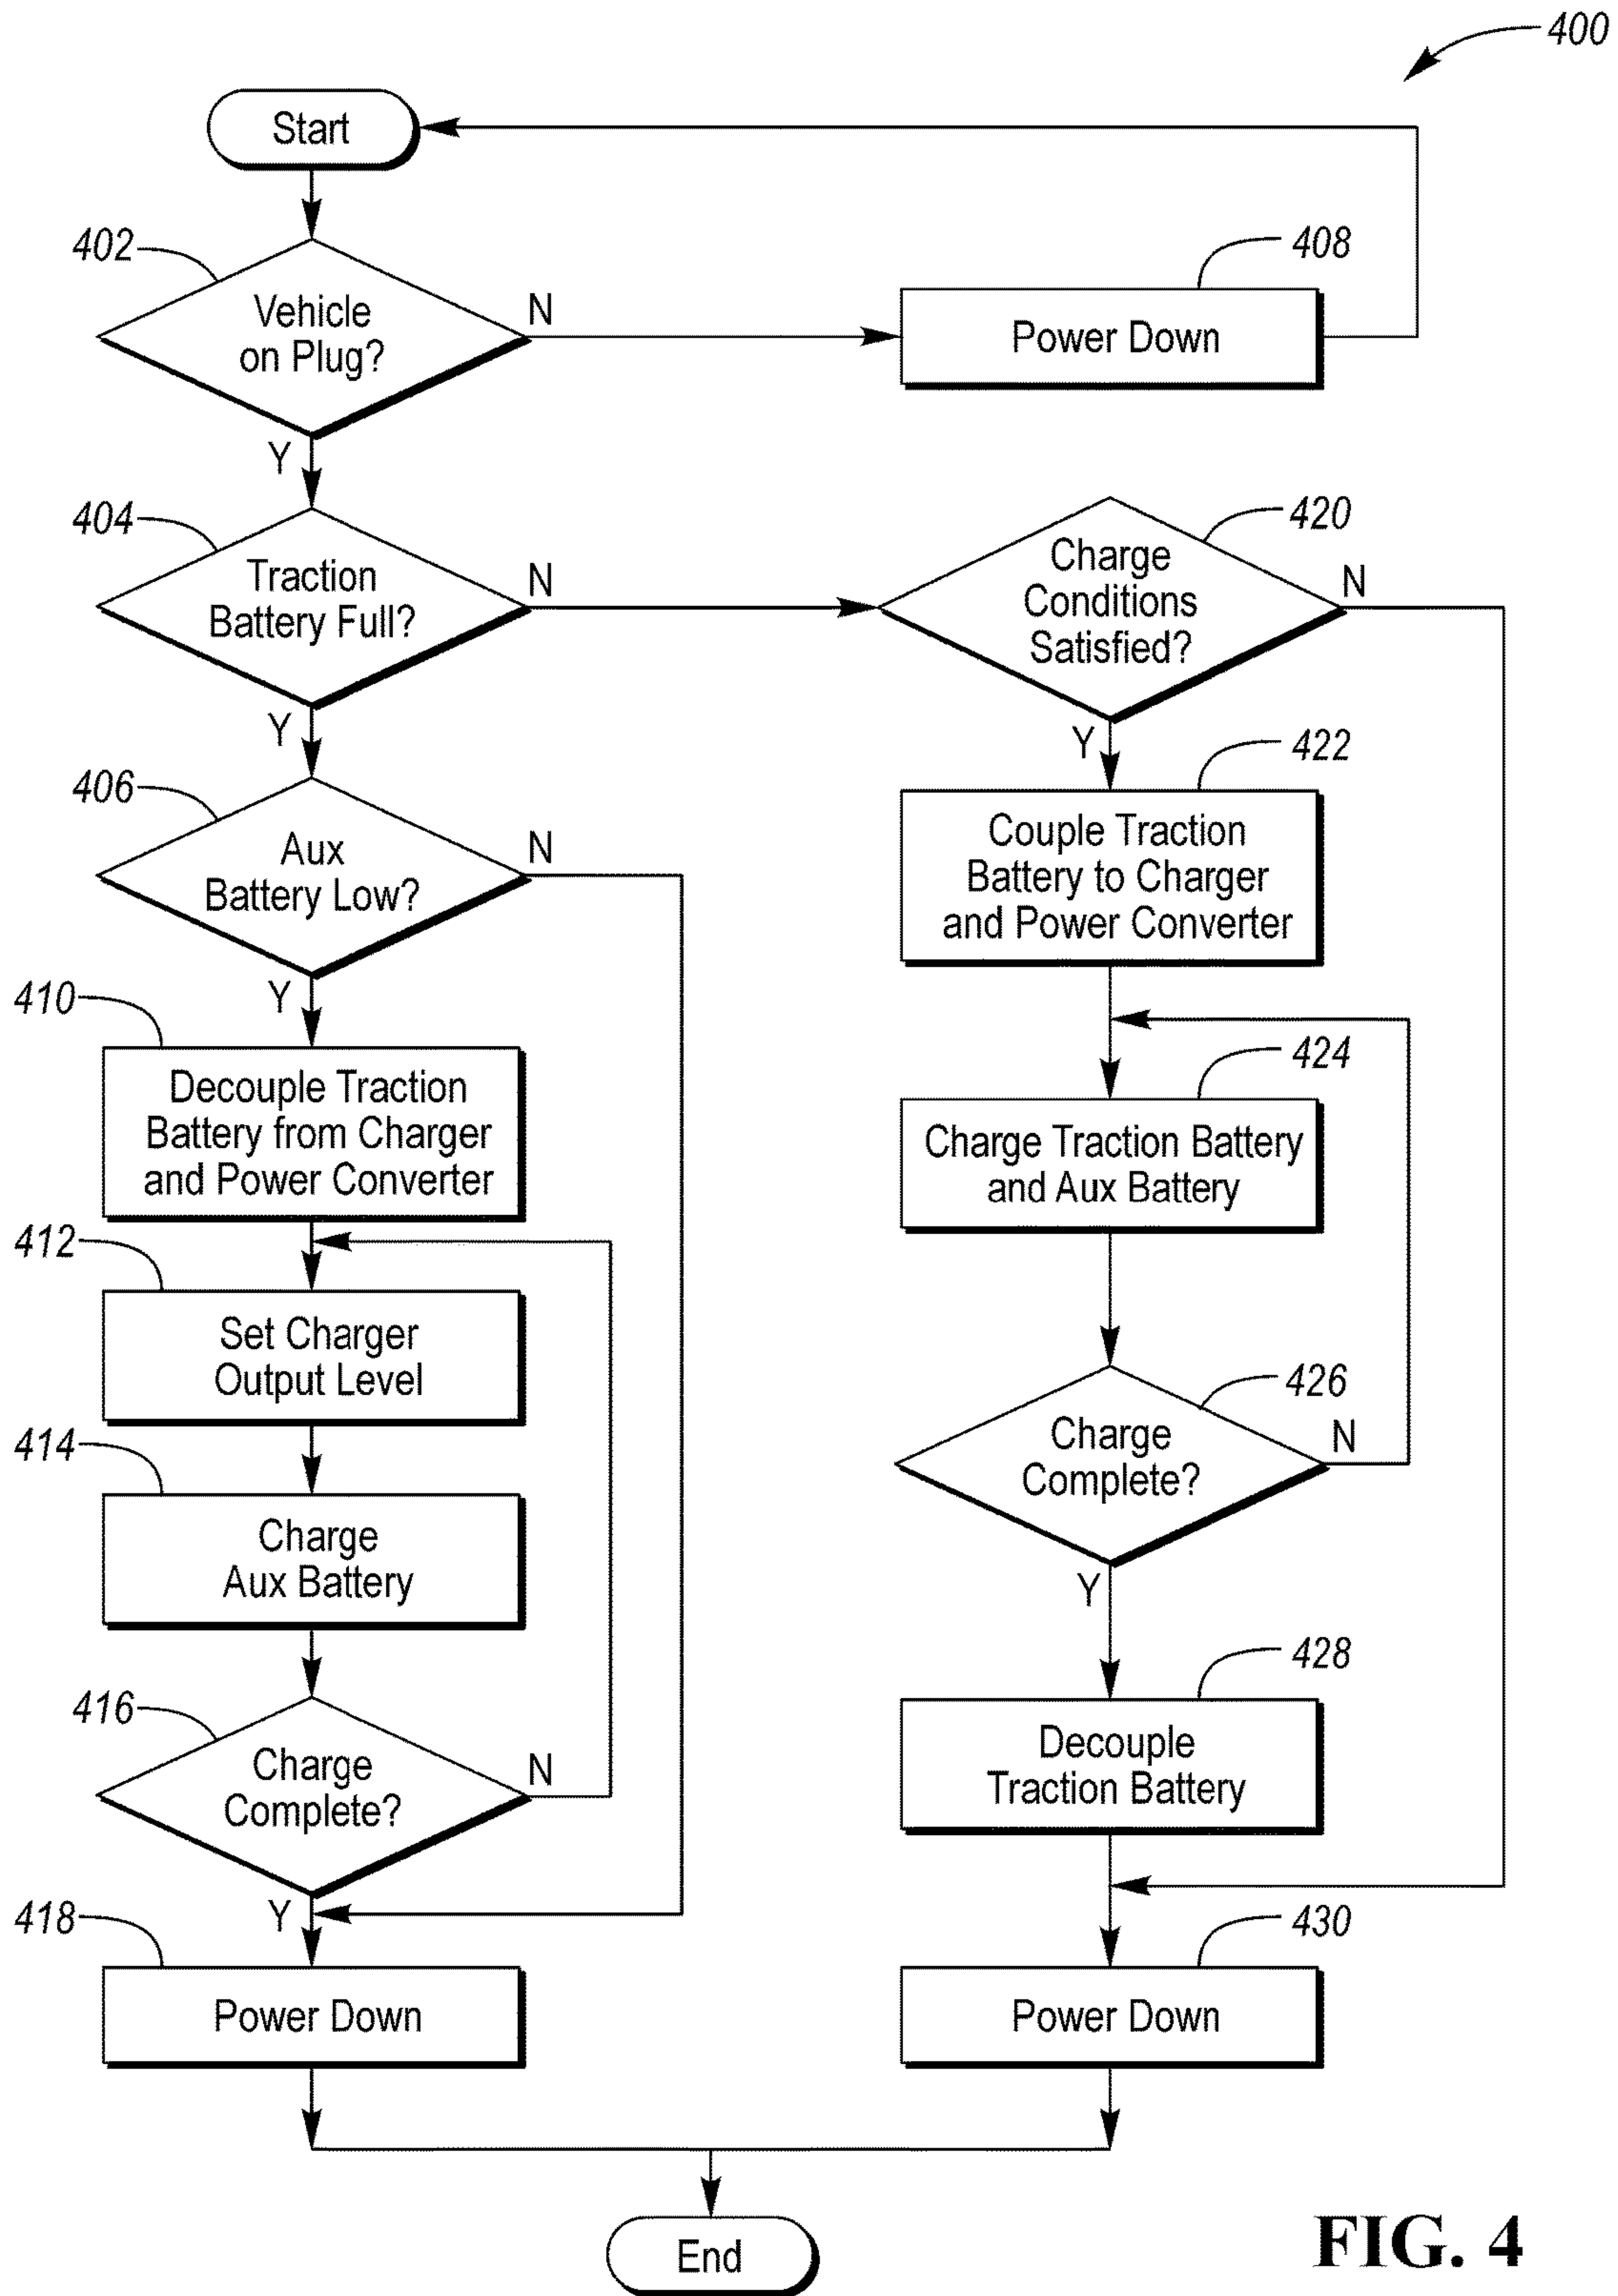 400
Start
402
Vehicle
on Plug?
N
Y
408
Power Down
404
Traction
Battery Full?
N
Y
420
Charge
Conditions
Satisfied?
N
Y
406
Aux
Battery Low?
N
Y
422
Couple Traction
Battery to Charger
and Power Converter
410
Decouple Traction
Battery from Charger
and Power Converter
424
Charge Traction Battery
and Aux Battery
412
Set Charger
Output Level
426
Charge
Complete?
N
Y
414
Charge
Aux Battery
416
Charge
Complete?
N
Y
428
Decouple
Traction Battery
418
Power Down
430
Power Down
End
FIG. 4